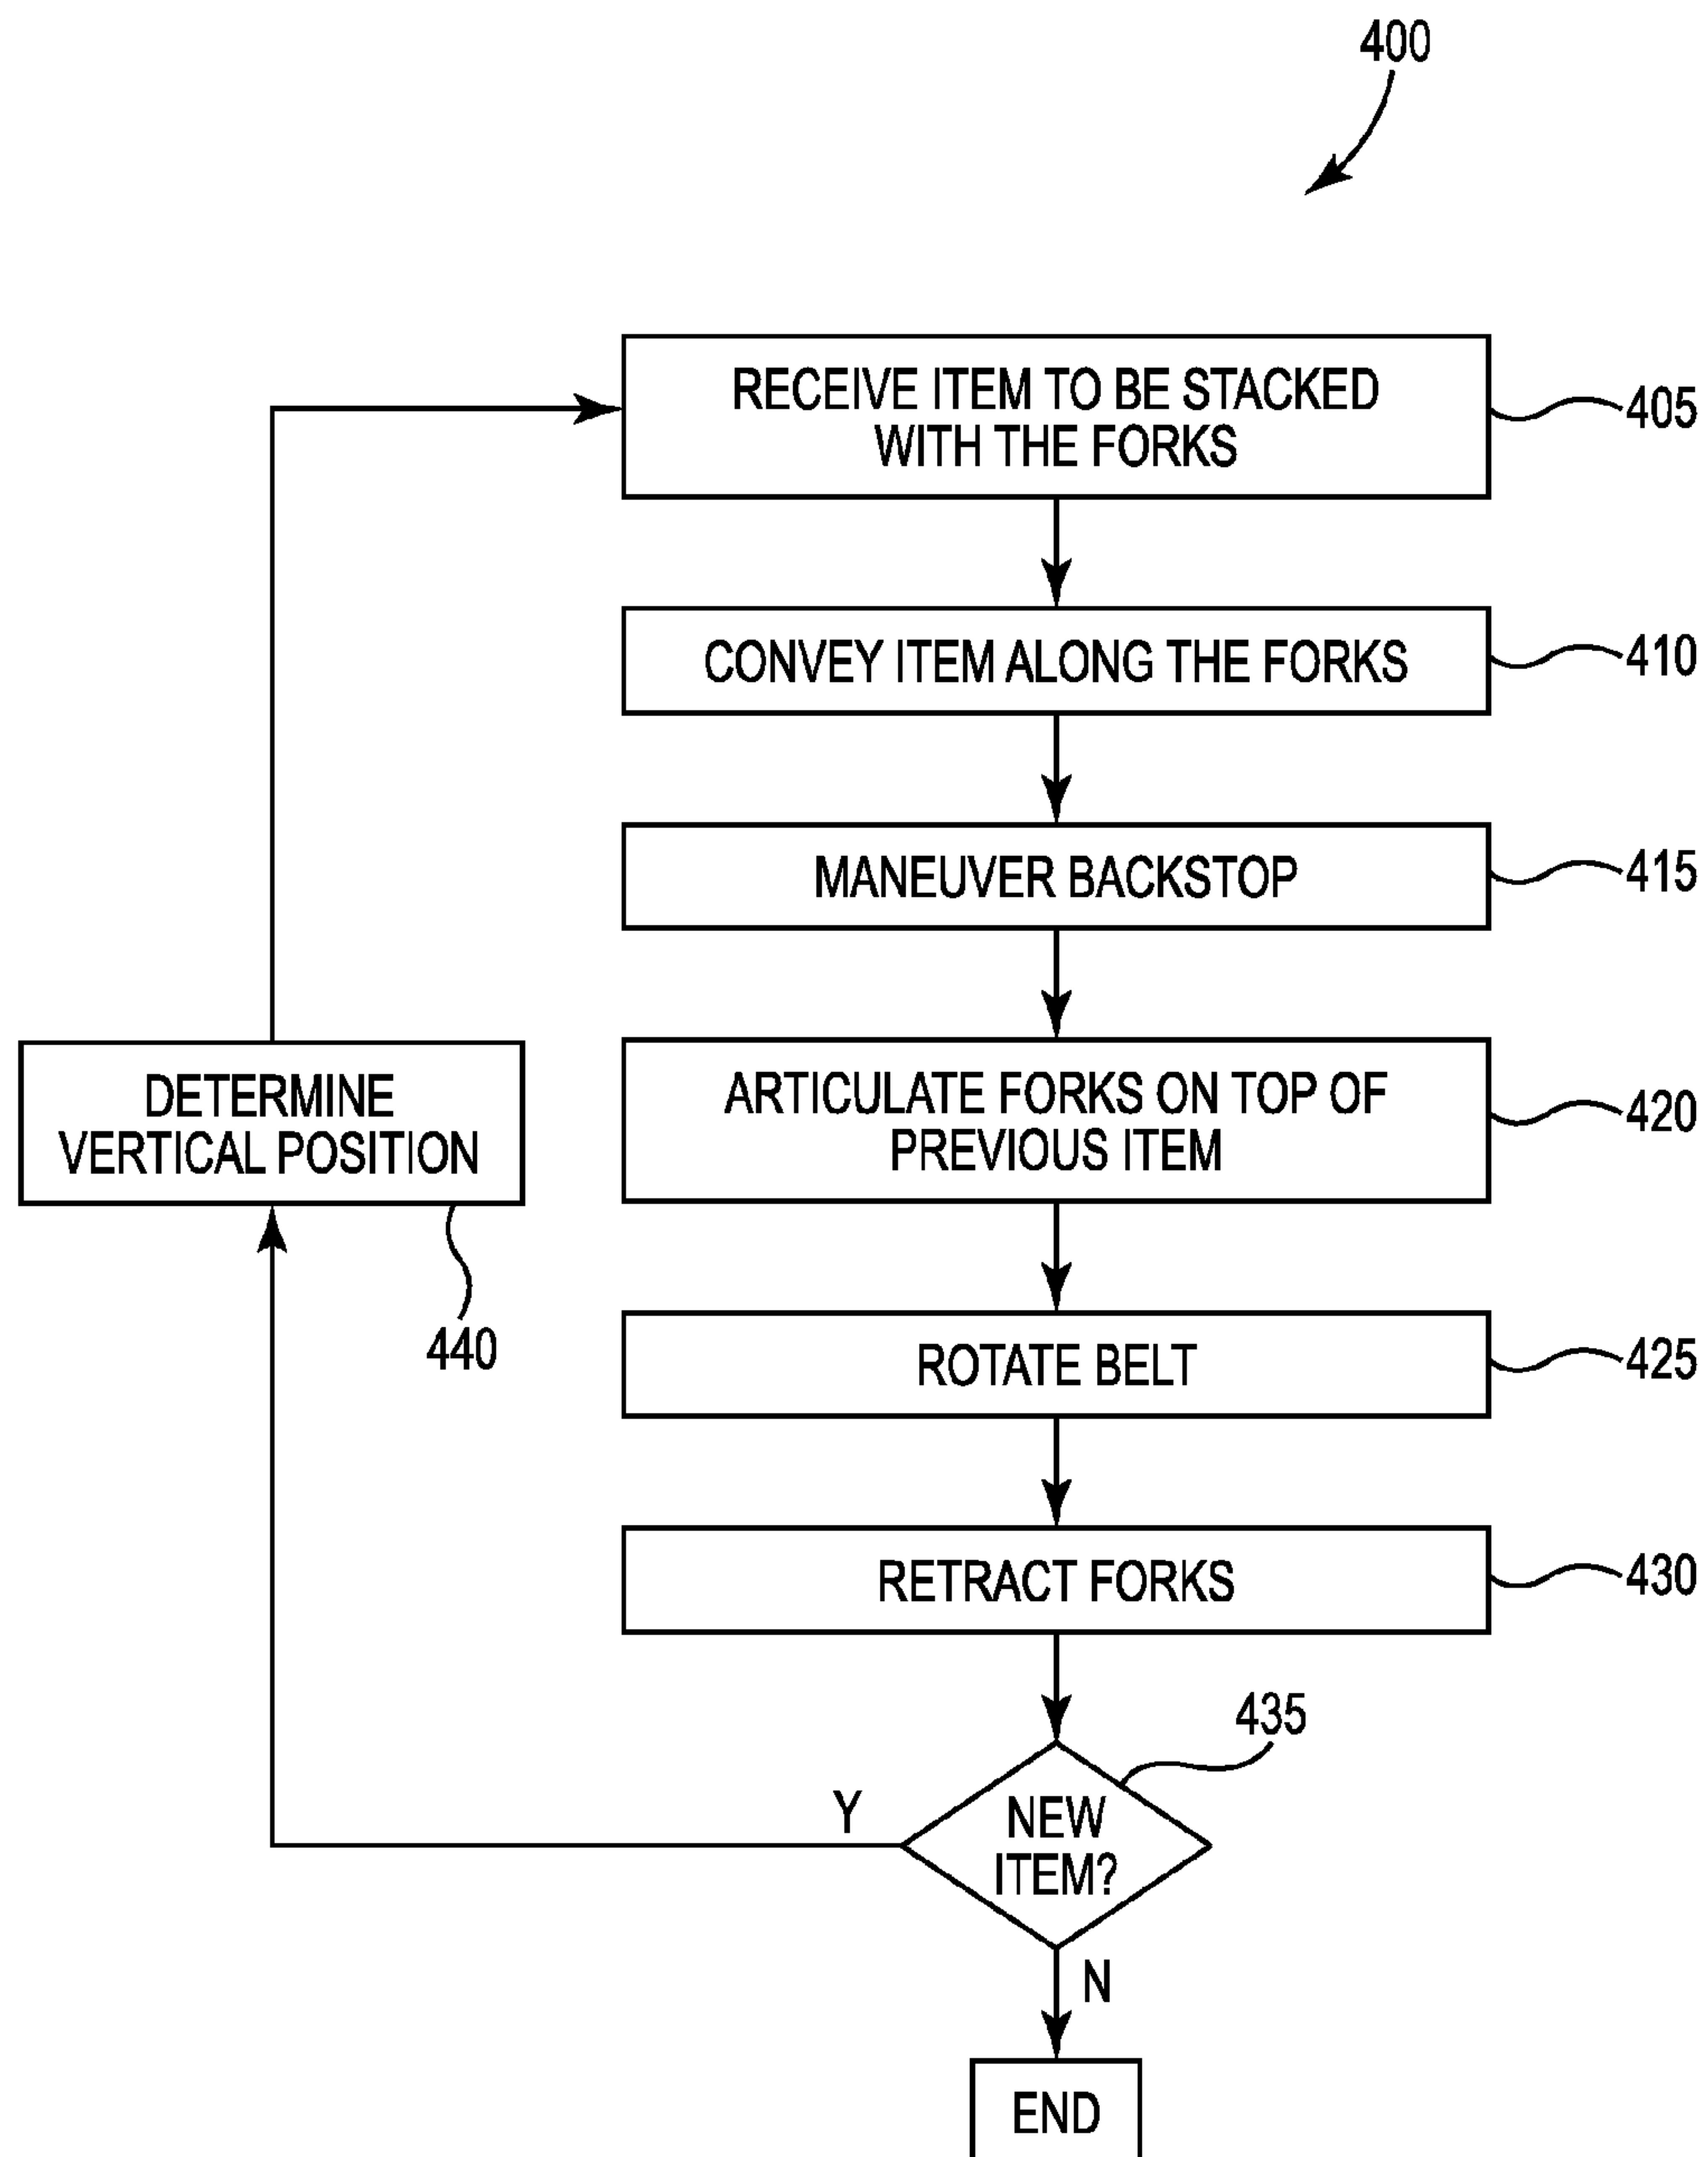 400
RECEIVE ITEM TO BE STACKED
WITH THE FORKS
405
CONVEY ITEM ALONG THE FORKS
410
MANEUVER BACKSTOP
415
DETERMINE
VERTICAL POSITION
440
ARTICULATE FORKS ON TOP OF
PREVIOUS ITEM
420
ROTATE BELT
425
RETRACT FORKS
430
435
NEW
ITEM?
Y
N
END